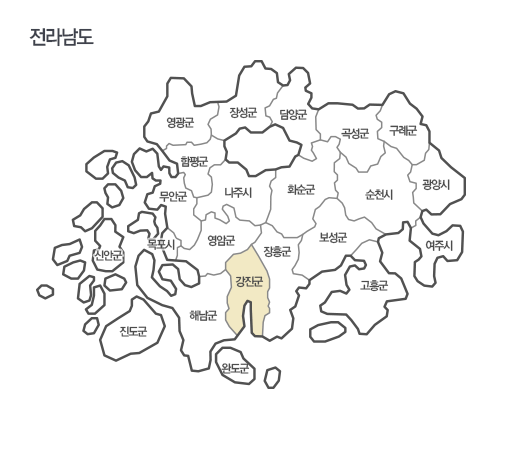 전라남도
장성군
담양군
영광군
곡성군
구례군
함평군
무안군
나주시
화순군
순천시
광양시
목포시
영암군
장흥군
보성군
여수시
신안군
강진군
고흥군
해남군
진도군
완도군